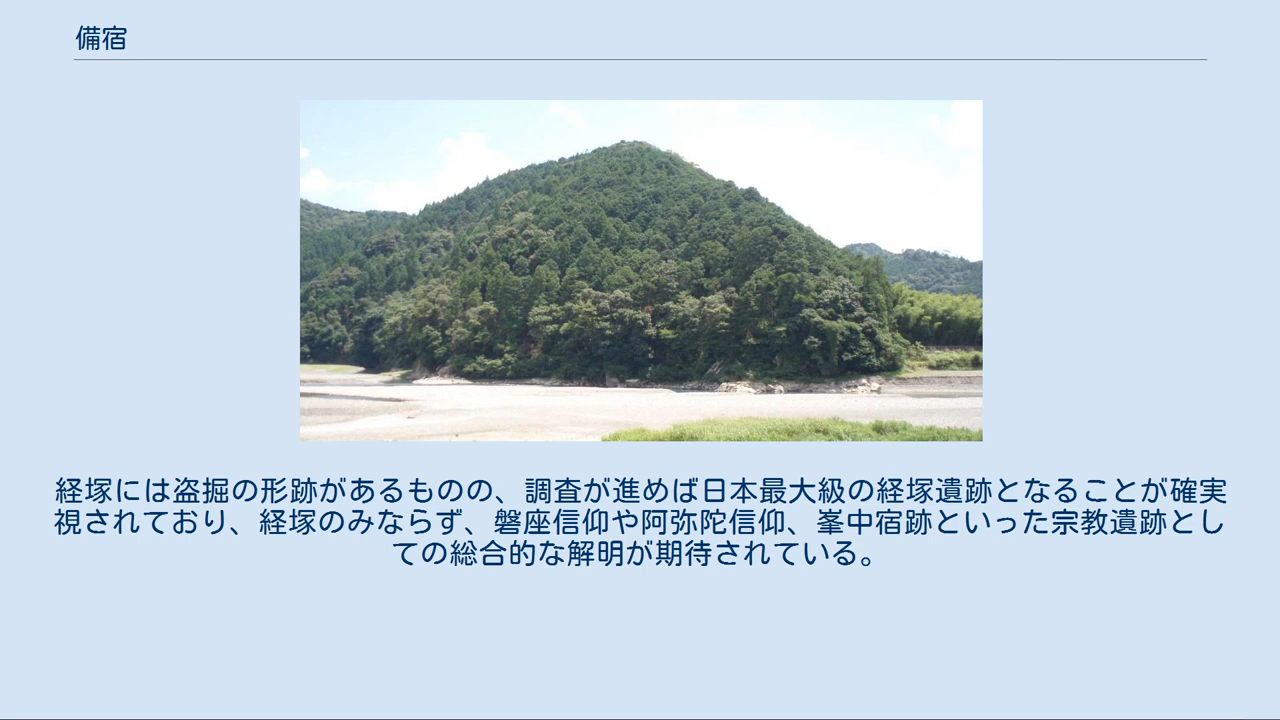 備宿
経塚には盗掘の形跡があるものの、調査が進めば日本最大級の経塚遺跡となることが確実
視されており、経塚のみならず、磐座信仰や阿弥陀信仰、峯中宿跡といった宗教遺跡とし
ての総合的な解明が期待されている。